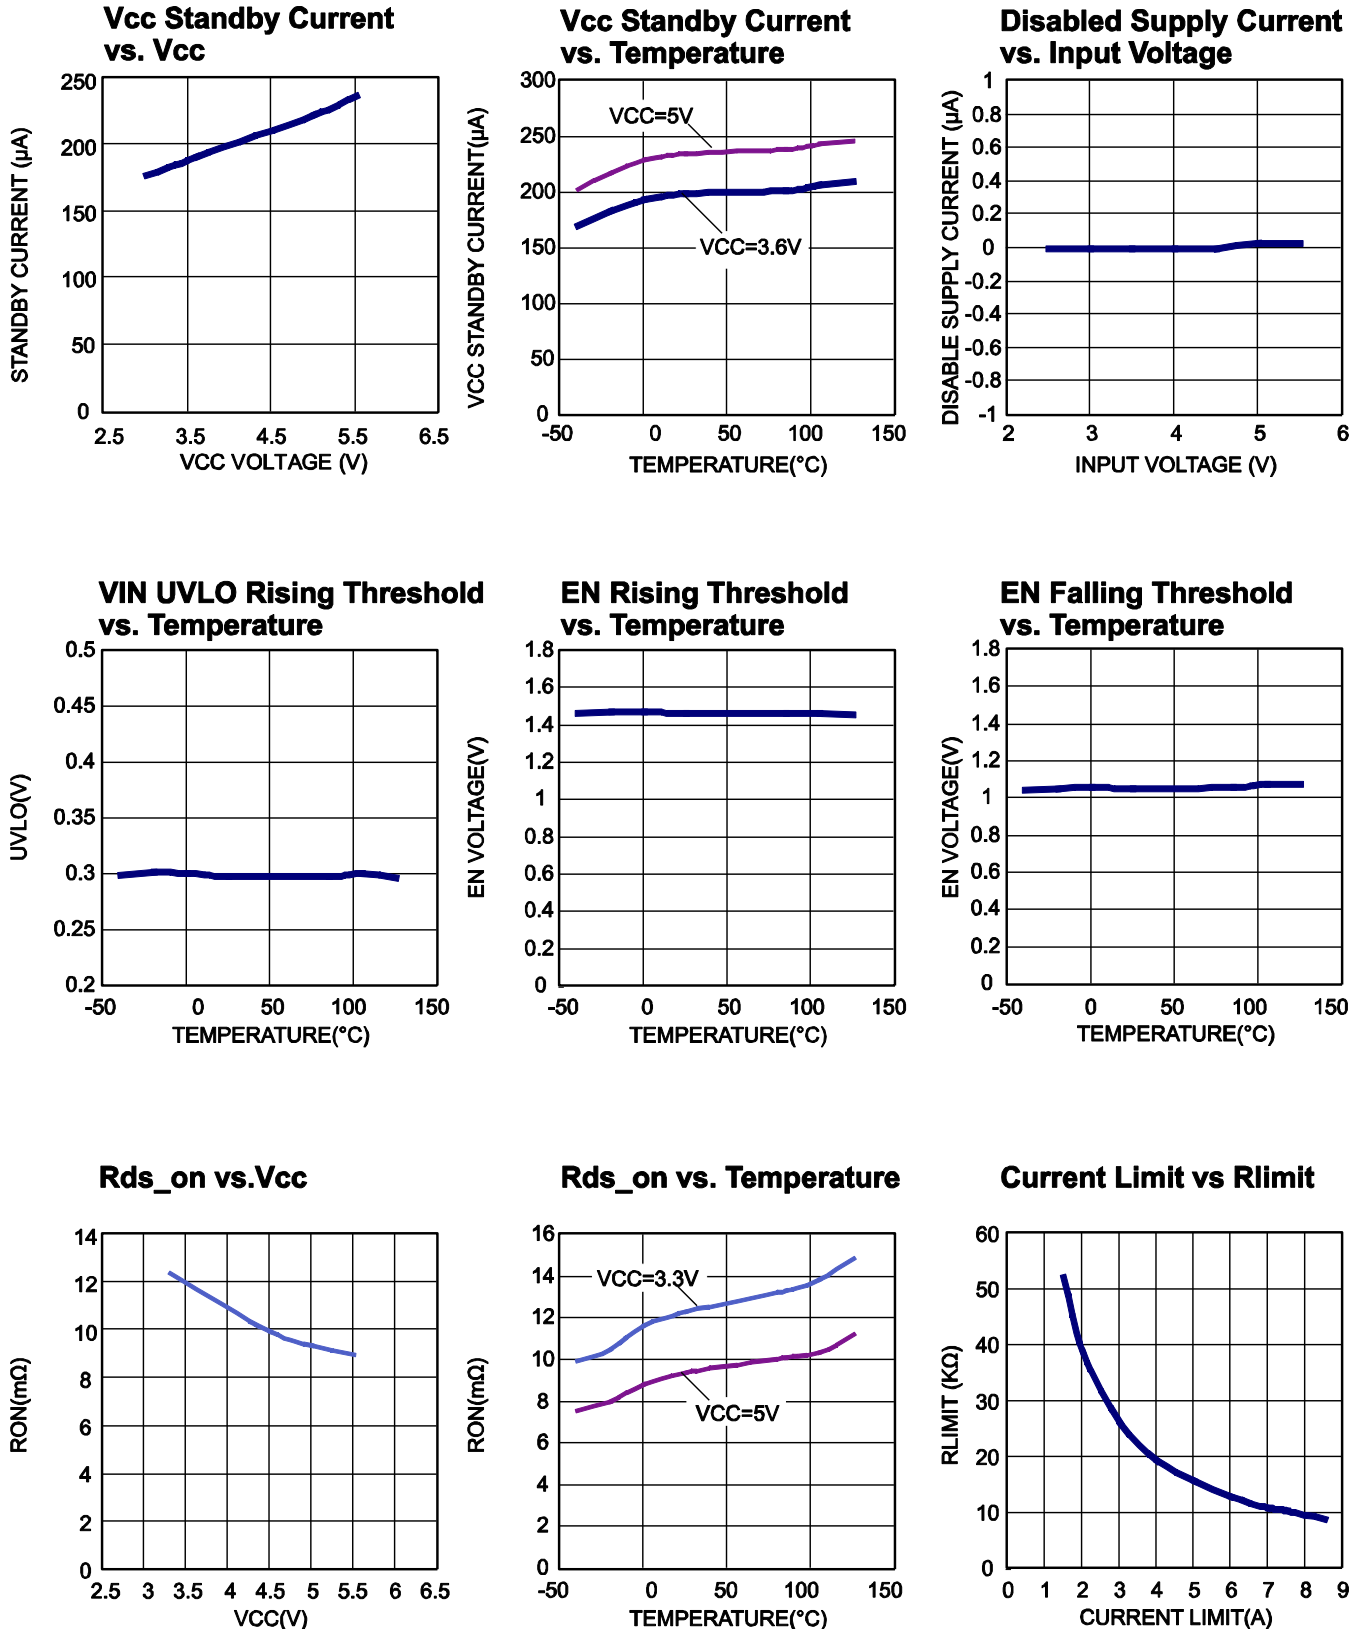 Vcc Standby Current
vs. Vcc
250
200
150
100
50
0
2.5 3.5 4.5 5.5 6.5
STANDBY CURRENT (µA)
VCC VOLTAGE (V)
Vcc Standby Current
vs. Temperature
300
250
200
150
100
50
0
-50 0 50 100 150
VCC STANDBY CURRENT(µA)
VCC=5V
VCC=3.6V
TEMPERATURE(°C)
Disabled Supply Current
vs. Input Voltage
1
0.8
0.6
0.4
0.2
0
-0.2
-0.4
-0.6
-0.8
-1
2 3 4 5 6
DISABLE SUPPLY CURRENT (µA)
INPUT VOLTAGE (V)
VIN UVLO Rising Threshold
vs. Temperature
0.5
0.45
0.4
0.35
0.3
0.25
0.2
-50 0 50 100 150
UVLO(V)
TEMPERATURE(°C)
EN Rising Threshold
vs. Temperature
1.8
1.6
1.4
1.2
1
0.8
0.6
0.4
0.2
0
-50 0 50 100 150
EN VOLTAGE(V)
TEMPERATURE(°C)
EN Falling Threshold
vs. Temperature
1.8
1.6
1.4
1.2
1
0.8
0.6
0.4
0.2
0
-50 0 50 100 150
EN VOLTAGE(V)
TEMPERATURE(°C)
Rds_on vs.Vcc
14
12
10
8
6
4
2
0
2.5 3 3.5 4 4.5 5 5.5 6 6.5
RON(mΩ)
VCC(V)
Rds_on vs. Temperature
16
14
12
10
8
6
4
2
0
-50 0 50 100 150
RON(mΩ)
VCC=3.3V
VCC=5V
TEMPERATURE(°C)
Current Limit vs Rlimit
60
50
40
30
20
10
0
0 1 2 3 4 5 6 7 8 9
RLIMIT (KΩ)
CURRENT LIMIT(A)